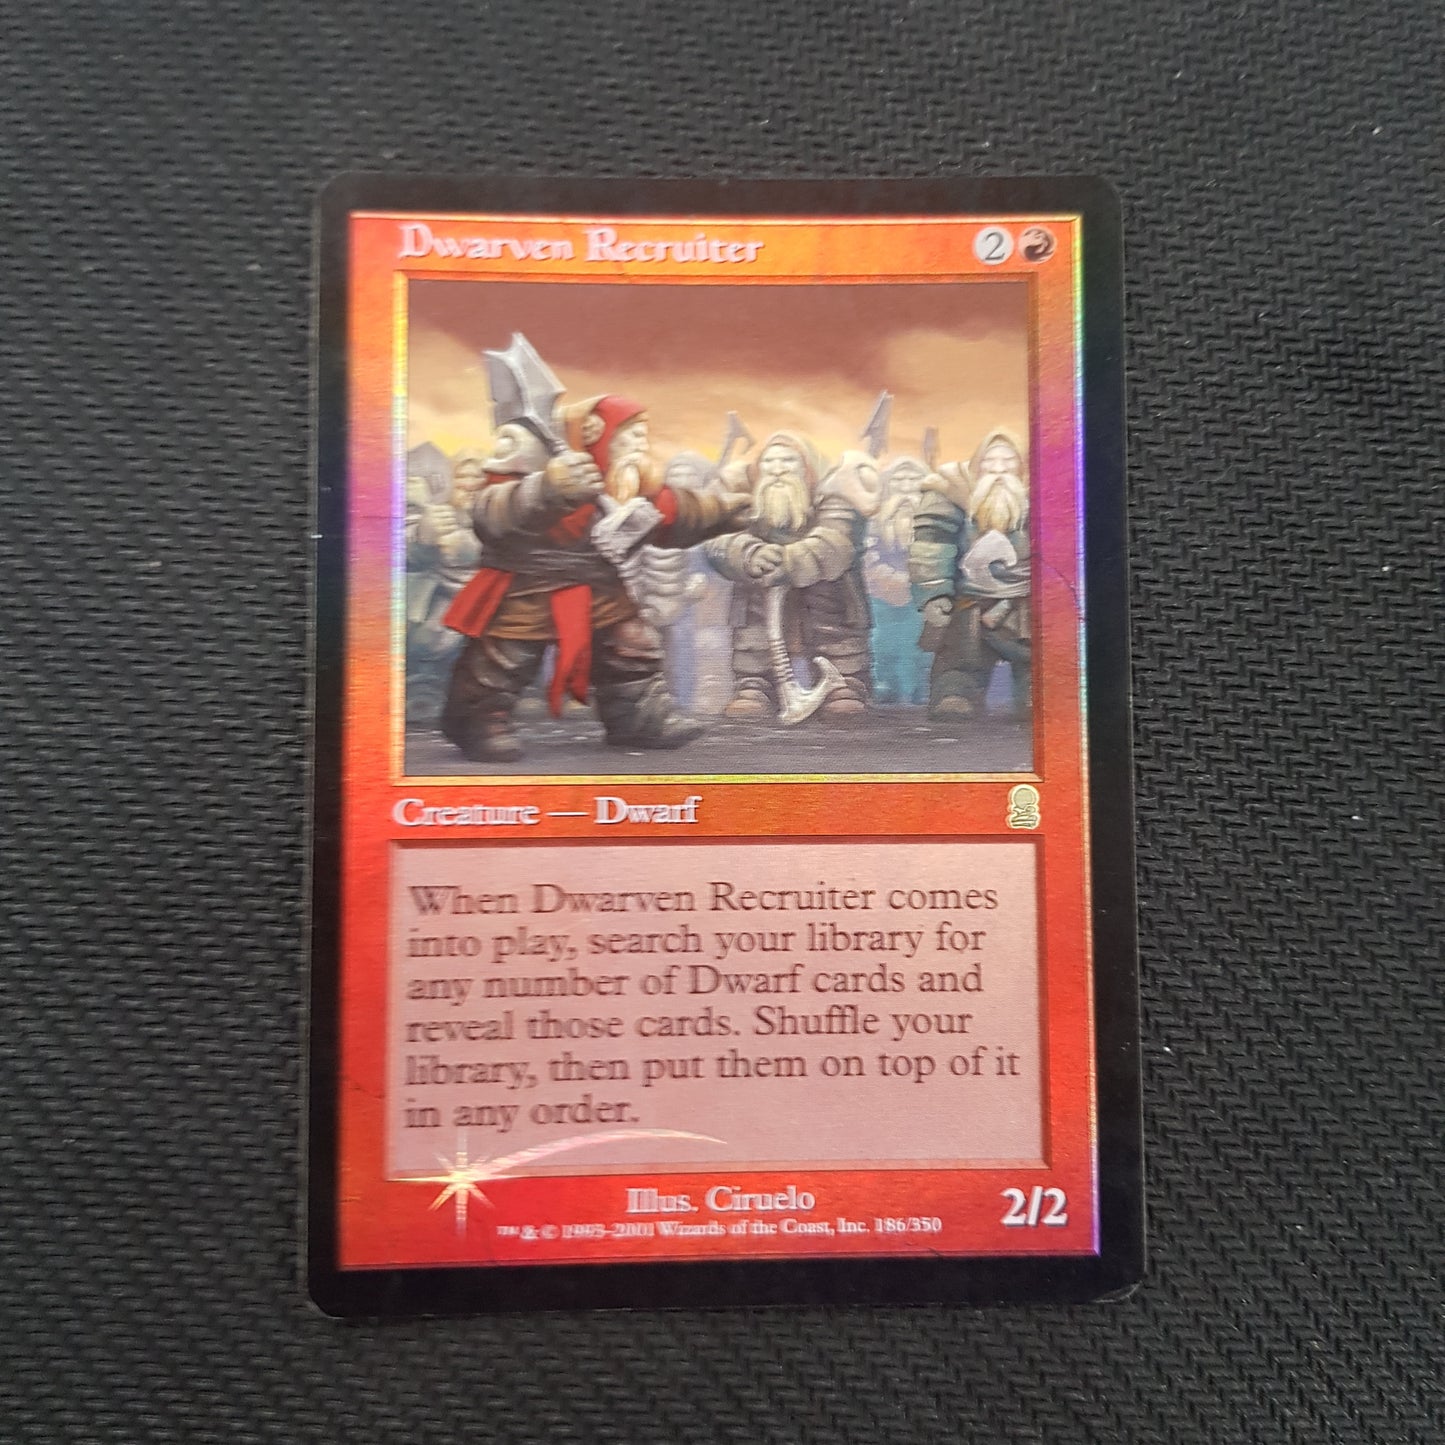 Dwarven Recruiter 2
Creature — Dwarf
When Dwarven Recruiter comes
into play, search your library for
any number of Dwarf cards and
reveal those cards. Shuffle your
library, then put them on top of it
in any order.
Illus. Ciruelo
™ & © 1993–2001 Wizards of the Coast, Inc. 186/350
2/2